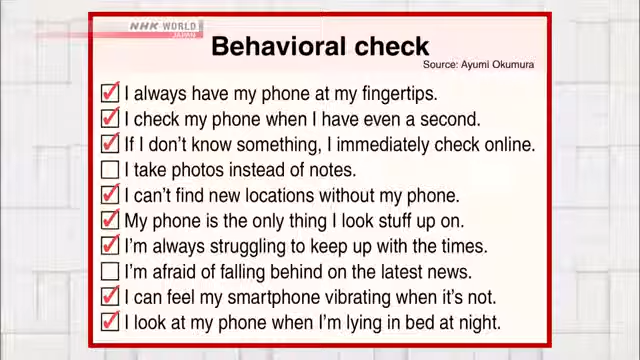 NHK WORLD
JAPAN
Behavioral check
Source: Ayumi Okumura
I always have my phone at my fingertips.
I check my phone when I have even a second.
If I don't know something, I immediately check online.
I take photos instead of notes.
I can't find new locations without my phone.
My phone is the only thing I look stuff up on.
I'm always struggling to keep up with the times.
I'm afraid of falling behind on the latest news.
I can feel my smartphone vibrating when it's not.
I look at my phone when I'm lying in bed at night.